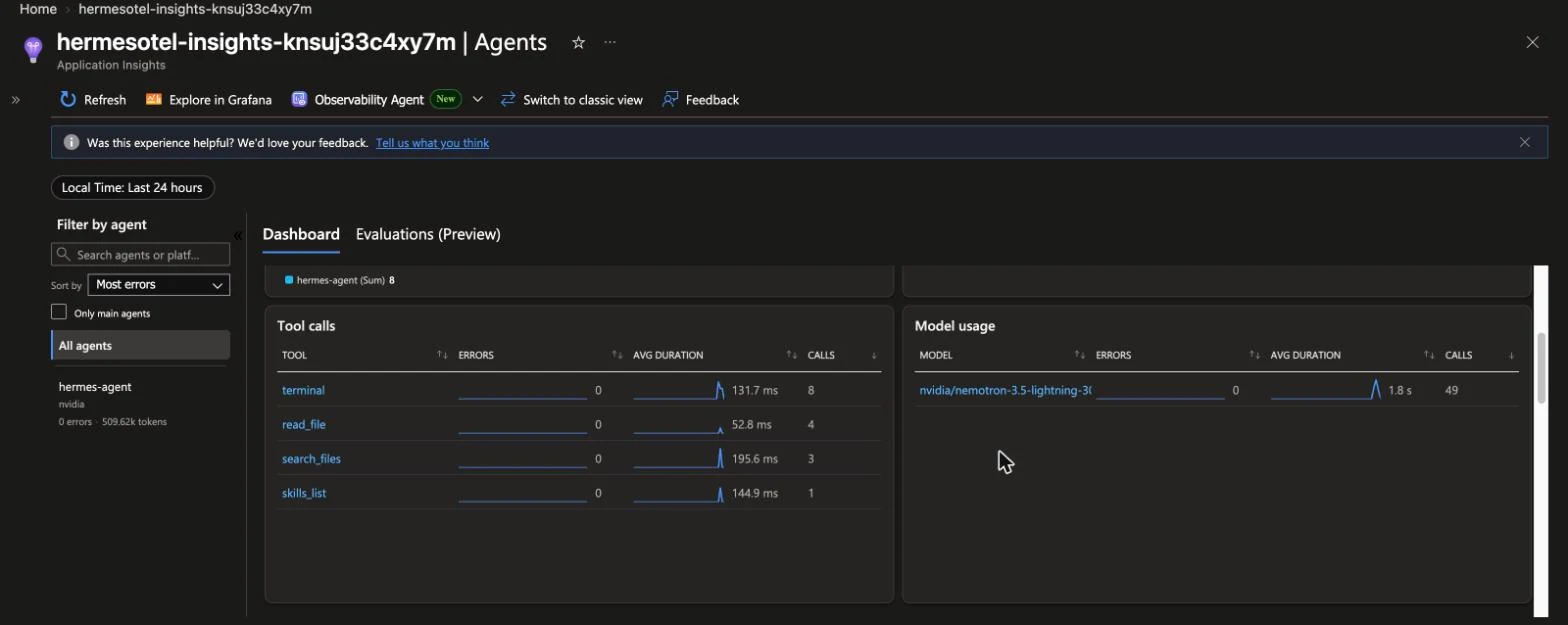 Home > hermesotel-insights-knsuj33c4xy7m
hermesotel-insights-knsuj33c4xy7m | Agents
Application Insights
Refresh
Explore in Grafana
Observability Agent New
Switch to classic view
Feedback
Was this experience helpful? We'd love your feedback. Tell us what you think
Local Time: Last 24 hours
Filter by agent
Search agents or platf...
Sort by Most errors
Only main agents
All agents
hermes-agent
nvidia
0 errors · 509.62k tokens
Dashboard Evaluations (Preview)
hermes-agent (Sum) 8
Tool calls
TOOL ERRORS AVG DURATION CALLS
terminal 0 131.7 ms 8
read_file 0 52.8 ms 4
search_files 0 195.6 ms 3
skills_list 0 144.9 ms 1
Model usage
MODEL ERRORS AVG DURATION CALLS
nvidia/nemotron-3.5-lightning-30 0 1.8 s 49